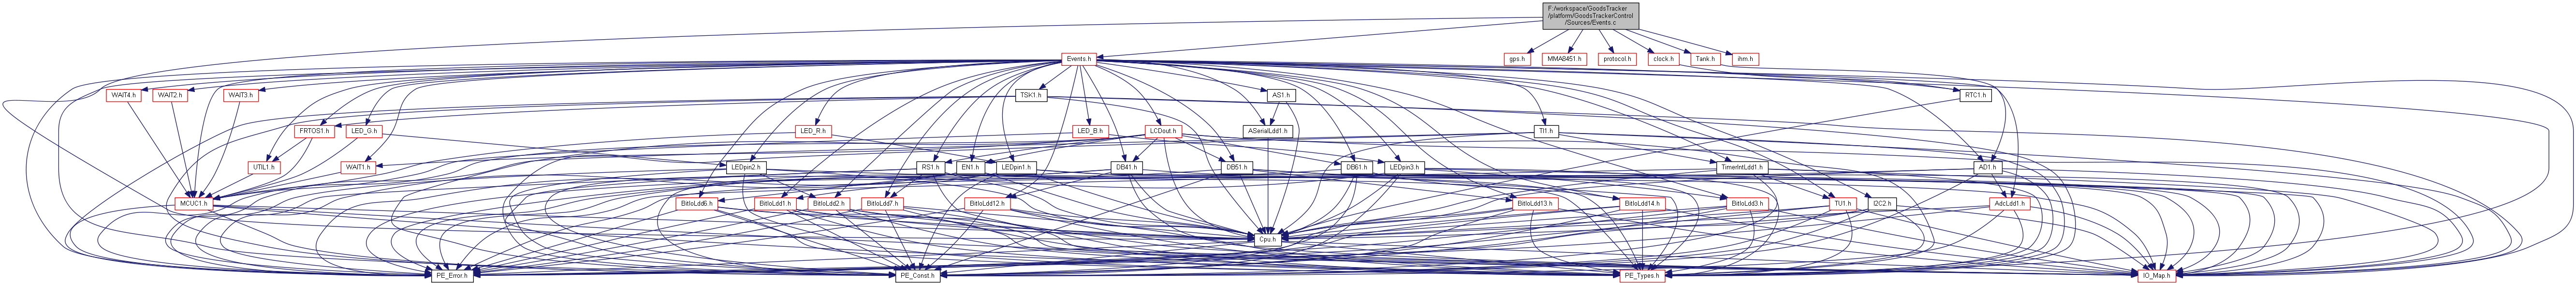 F:/workspace/GoodsTracker
/platform/GoodsTrackerControl
/Sources/Events.c
Events.h
gps.h
MMA8451.h
protocol.h
clock.h
Tank.h
ihm.h
WAIT4.h
WAIT2.h
WAIT3.h
TSK1.h
AS1.h
RTC1.h
FRTOS1.h
LED_G.h
LED_R.h
LED_B.h
LCDout.h
ASerialLdd1.h
TI1.h
UTIL1.h
WAIT1.h
LEDpin2.h
RS1.h
EN1.h
LEDpin1.h
DB41.h
DB51.h
DB61.h
LEDpin3.h
TimerIntLdd1.h
AD1.h
MCUC1.h
BitIoLdd6.h
BitIoLdd1.h
BitIoLdd2.h
BitIoLdd7.h
BitIoLdd12.h
BitIoLdd13.h
BitIoLdd14.h
BitIoLdd3.h
TU1.h
I2C2.h
AdcLdd1.h
Cpu.h
PE_Error.h
PE_Const.h
PE_Types.h
IO_Map.h